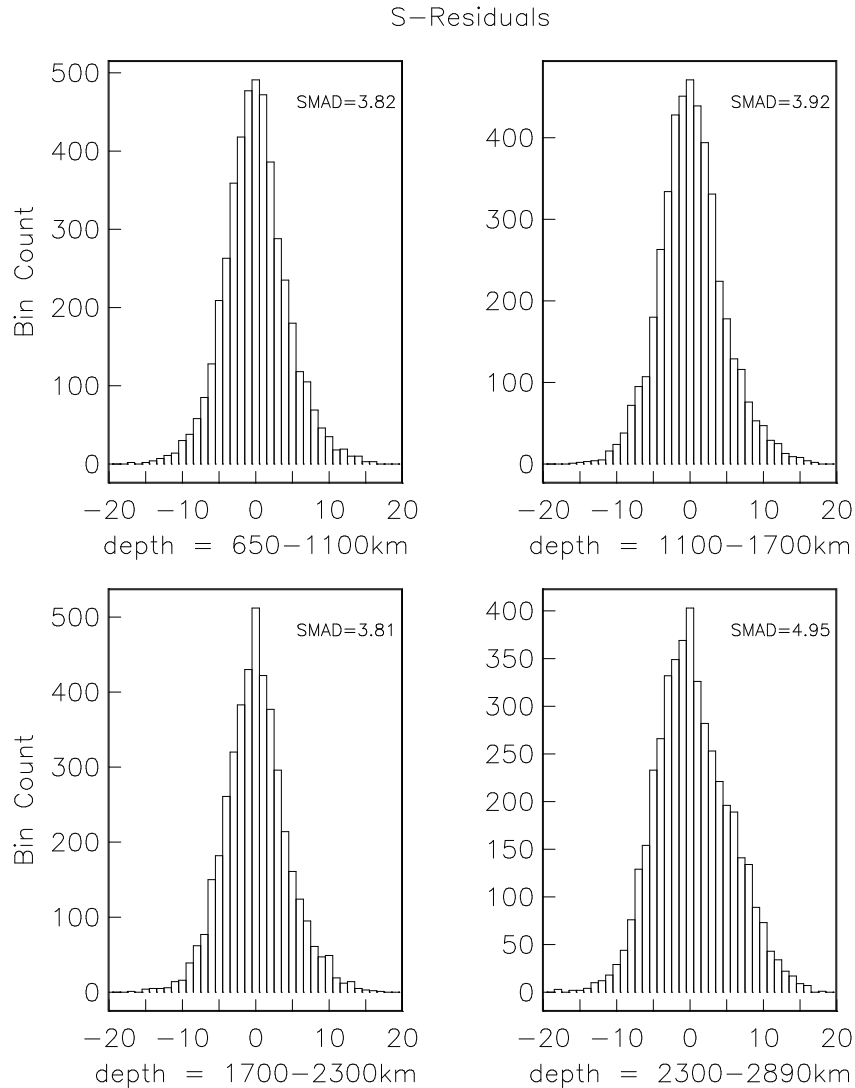 S-Residuals
500
400
300
200
100
0
Bin Count
SMAD=3.82
-20 -10 0 10 20
depth = 650-1100km
400
300
200
100
0
SMAD=3.92
-20 -10 0 10 20
depth = 1100-1700km
500
400
300
200
100
0
Bin Count
SMAD=3.81
-20 -10 0 10 20
depth = 1700-2300km
400
350
300
250
200
150
100
50
0
SMAD=4.95
-20 -10 0 10 20
depth = 2300-2890km